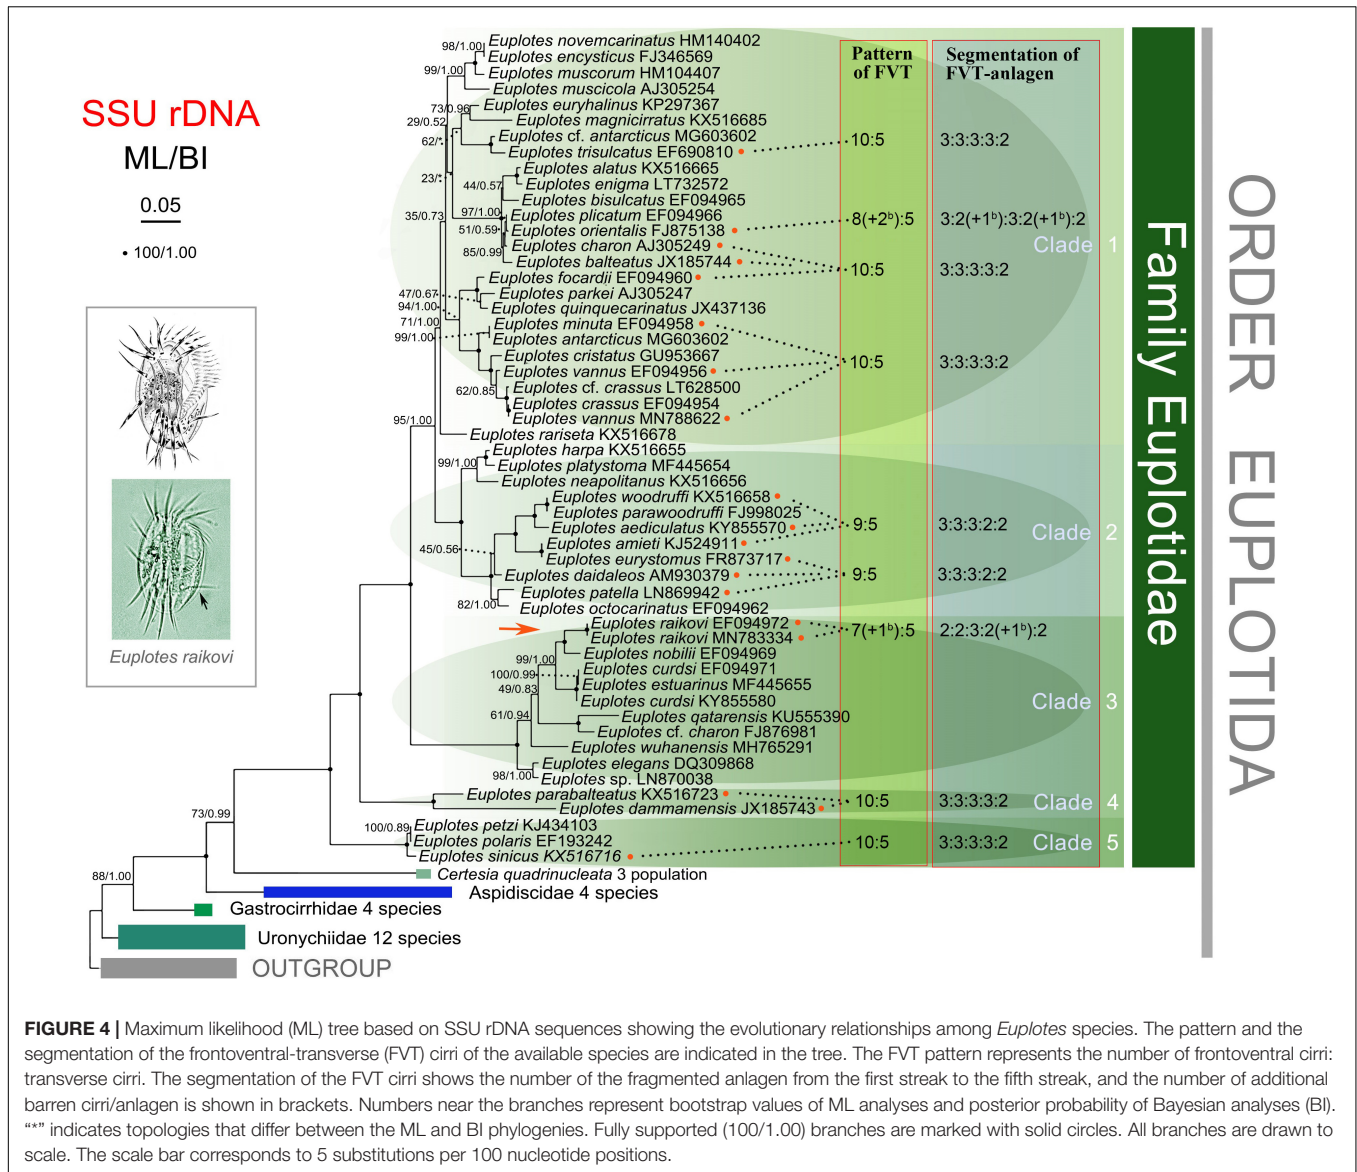 SSU rDNA
ML/BI
0.05
• 100/1.00
Euplotes raikovi
Pattern of FVT
Segmentation of FVT-anlagen
98/1.00
Euplotes novemcarinatus HM140402
Euplotes encysticus FJ346569
99/1.00
Euplotes muscorum HM104407
Euplotes muscicola AJ305254
73/0.96
Euplotes euryhalinus KP297367
29/0.52
Euplotes magnicirratus KX516685
62/*
Euplotes cf. antarcticus MG603602
Euplotes trisulcatus EF690810
10:5
3:3:3:3:2
23/*
Euplotes alatus KX516665
44/0.57
Euplotes enigma LT732572
Euplotes bisulcatus EF094965
35/0.73
97/1.00
Euplotes plicatum EF094966
51/0.59
Euplotes orientalis FJ875138
8(+2b):5
3:2(+1b):3:2(+1b):2
85/0.99
Euplotes charon AJ305249
Clade 1
Euplotes balteatus JX185744
10:5
3:3:3:3:2
Euplotes focardii EF094960
47/0.67
Euplotes parkei AJ305247
94/1.00
Euplotes quinquecarinatus JX437136
71/1.00
Euplotes minuta EF094958
99/1.00
Euplotes antarcticus MG603602
Euplotes cristatus GU953667
10:5
3:3:3:3:2
Euplotes vannus EF094956
62/0.85
Euplotes cf. crassus LT628500
Euplotes crassus EF094954
95/1.00
Euplotes vannus MN788622
Euplotes rariseta KX516678
Euplotes harpa KX516655
99/1.00
Euplotes platystoma MF445654
Euplotes neapolitanus KX516656
Euplotes woodruffi KX516658
Euplotes parawoodruffi FJ998025
Euplotes aediculatus KY855570
9:5
3:3:3:2:2
Clade 2
Euplotes amieti KJ524911
45/0.56
Euplotes eurystomus FR873717
Euplotes daidaleos AM930379
9:5
3:3:3:2:2
Euplotes patella LN869942
82/1.00
Euplotes octocarinatus EF094962
Euplotes raikovi EF094972
Euplotes raikovi MN783334
7(+1b):5
2:2:3:2(+1b):2
Euplotes nobilii EF094969
99/1.00
Euplotes curdsi EF094971
100/0.99
Euplotes estuarinus MF445655
49/0.83
Euplotes curdsi KY855580
Clade 3
61/0.94
Euplotes qatarensis KU555390
Euplotes cf. charon FJ876981
Euplotes wuhanensis MH765291
Euplotes elegans DQ309868
98/1.00
Euplotes sp. LN870038
Euplotes parabalteatus KX516723
10:5
3:3:3:3:2
Clade 4
Euplotes dammamensis JX185743
73/0.99
100/0.89
Euplotes petzi KJ434103
Euplotes polaris EF193242
10:5
3:3:3:3:2
Clade 5
Euplotes sinicus KX516716
88/1.00
Certesia quadrinucleata 3 population
Aspidiscidae 4 species
Gastrocirrhidae 4 species
Uronychiidae 12 species
OUTGROUP
Family Euplotidae
ORDER EUPLOTIDA
FIGURE 4 | Maximum likelihood (ML) tree based on SSU rDNA sequences showing the evolutionary relationships among Euplotes species. The pattern and the
segmentation of the frontoventral-transverse (FVT) cirri of the available species are indicated in the tree. The FVT pattern represents the number of frontoventral cirri:
transverse cirri. The segmentation of the FVT cirri shows the number of the fragmented anlagen from the first streak to the fifth streak, and the number of additional
barren cirri/anlagen is shown in brackets. Numbers near the branches represent bootstrap values of ML analyses and posterior probability of Bayesian analyses (BI).
“*” indicates topologies that differ between the ML and BI phylogenies. Fully supported (100/1.00) branches are marked with solid circles. All branches are drawn to
scale. The scale bar corresponds to 5 substitutions per 100 nucleotide positions.